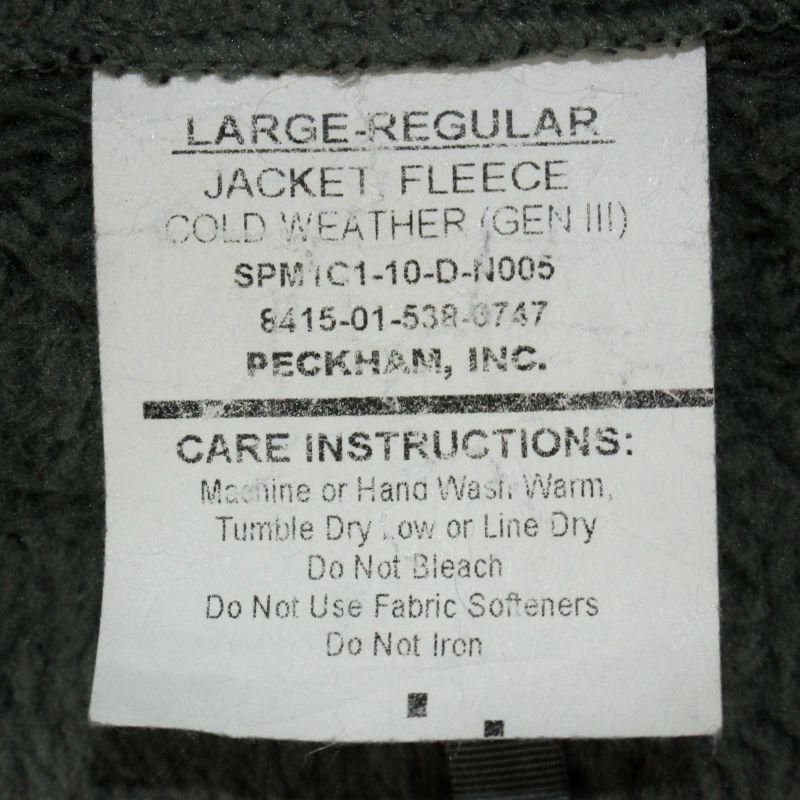 LARGE-REGULAR
JACKET, FLEECE
COLD WEATHER (GEN III)
SPM1C1-10-D-N005
8415-01-538-6747
PECKHAM, INC.
CARE INSTRUCTIONS:
Machine or Hand Wash Warm,
Tumble Dry Low or Line Dry
Do Not Bleach
Do Not Use Fabric Softeners
Do Not Iron